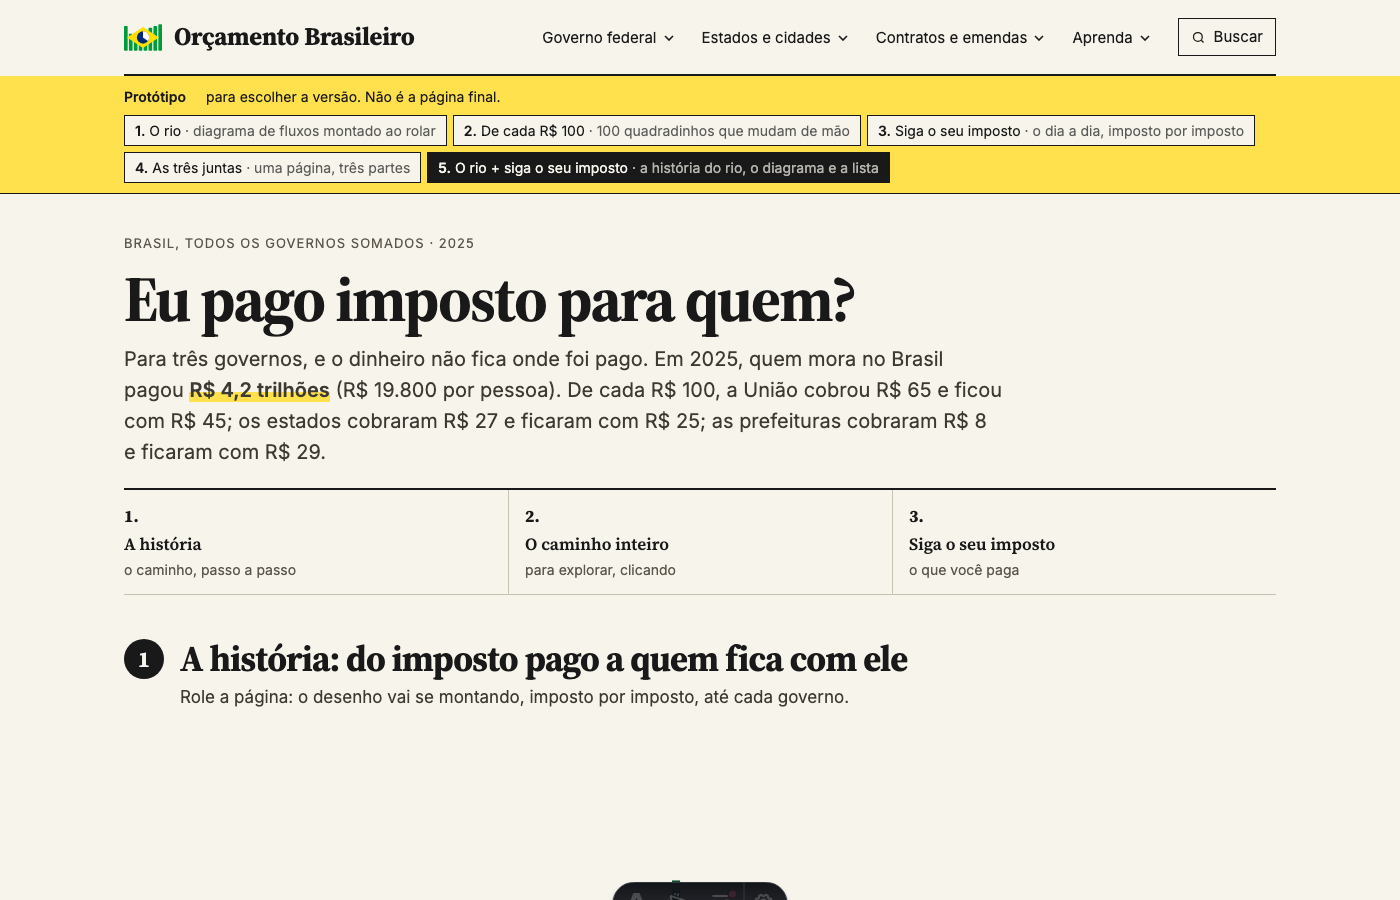 Orçamento Brasileiro
Governo federal
Estados e cidades
Contratos e emendas
Aprenda
Buscar
Protótipo para escolher a versão. Não é a página final.
1. O rio · diagrama de fluxos montado ao rolar
2. De cada R$ 100 · 100 quadradinhos que mudam de mão
3. Siga o seu imposto · o dia a dia, imposto por imposto
4. As três juntas · uma página, três partes
5. O rio + siga o seu imposto · a história do rio, o diagrama e a lista
BRASIL, TODOS OS GOVERNOS SOMADOS · 2025
Eu pago imposto para quem?
Para três governos, e o dinheiro não fica onde foi pago. Em 2025, quem mora no Brasil
pagou R$ 4,2 trilhões (R$ 19.800 por pessoa). De cada R$ 100, a União cobrou R$ 65 e ficou
com R$ 45; os estados cobraram R$ 27 e ficaram com R$ 25; as prefeituras cobraram R$ 8
e ficaram com R$ 29.
1.
A história
o caminho, passo a passo
2.
O caminho inteiro
para explorar, clicando
3.
Siga o seu imposto
o que você paga
1 A história: do imposto pago a quem fica com ele
Role a página: o desenho vai se montando, imposto por imposto, até cada governo.